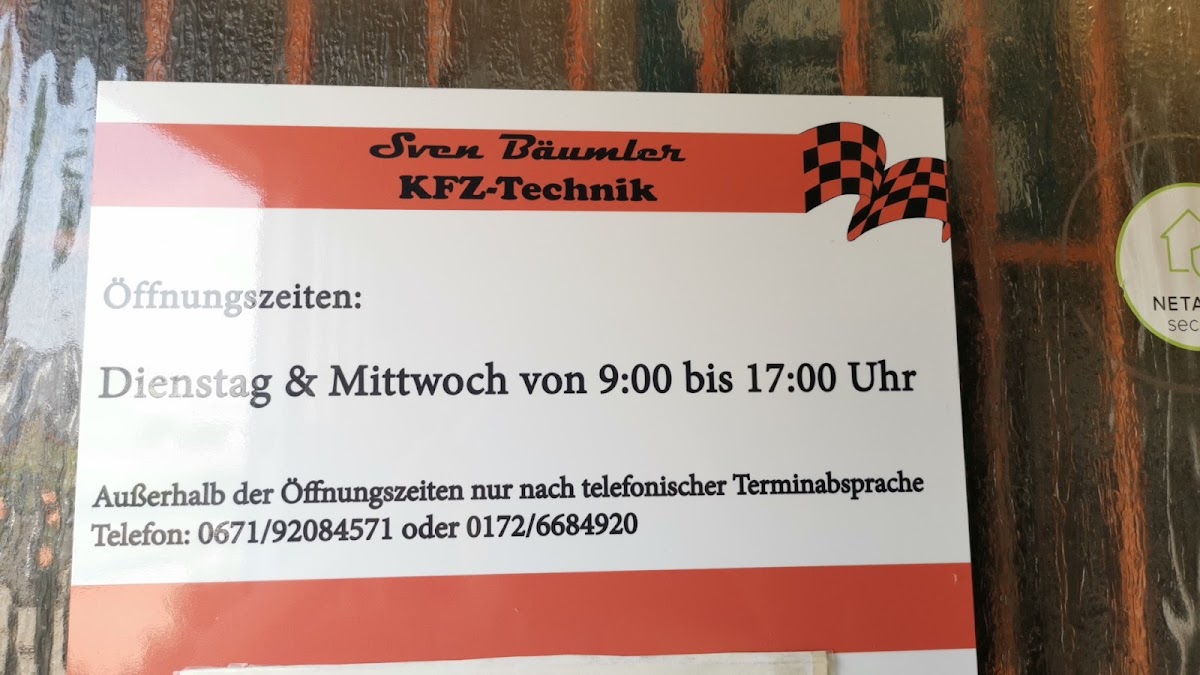 Sven Bäumler
KFZ-Technik
Öffnungszeiten:
Dienstag & Mittwoch von 9:00 bis 17:00 Uhr
Außerhalb der Öffnungszeiten nur nach telefonischer Terminabsprache
Telefon: 0671/92084571 oder 0172/6684920